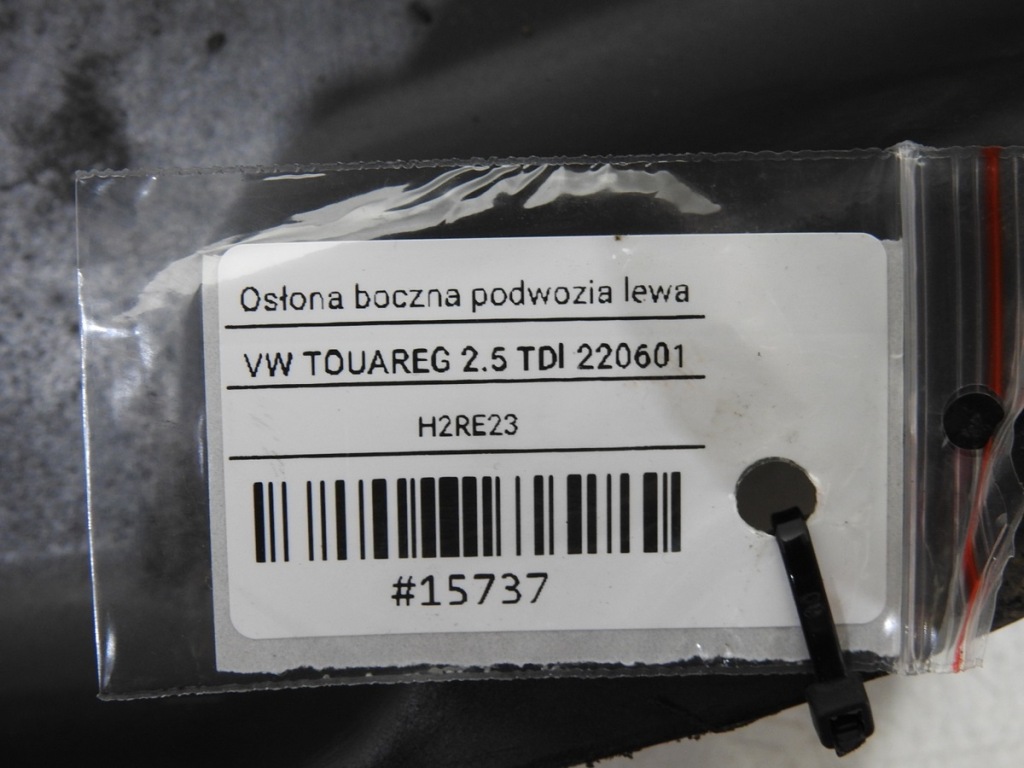 Osłona boczna podwozia lewa
VW TOUAREG 2.5 TDI 220601
H2RE23
#15737